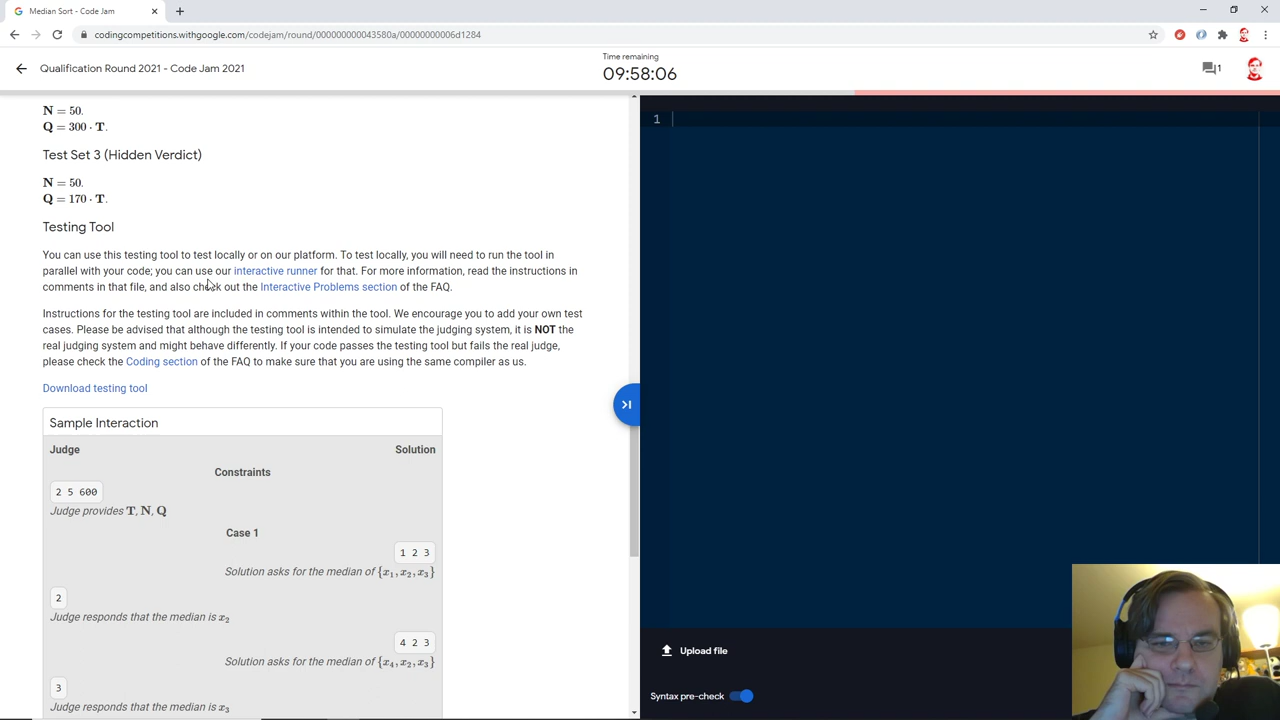 Median Sort - Code Jam
codingcompetitions.withgoogle.com/codejam/round/000000000043580a/00000000006d1284
Qualification Round 2021 - Code Jam 2021
Time remaining
09:58:06
1
N = 50.
Q = 300 · T.
Test Set 3 (Hidden Verdict)
N = 50.
Q = 170 · T.
Testing Tool
You can use this testing tool to test locally or on our platform. To test locally, you will need to run the tool in
parallel with your code; you can use our interactive runner for that. For more information, read the instructions in
comments in that file, and also check out the Interactive Problems section of the FAQ.
Instructions for the testing tool are included in comments within the tool. We encourage you to add your own test
cases. Please be advised that although the testing tool is intended to simulate the judging system, it is NOT the
real judging system and might behave differently. If your code passes the testing tool but fails the real judge,
please check the Coding section of the FAQ to make sure that you are using the same compiler as us.
Download testing tool
Sample Interaction
Judge Solution
Constraints
2 5 600
Judge provides T, N, Q
Case 1
1 2 3
Solution asks for the median of {x1, x2, x3}
2
Judge responds that the median is x2
4 2 3
Solution asks for the median of {x4, x2, x3}
3
Judge responds that the median is x3
1
Upload file
Syntax pre-check